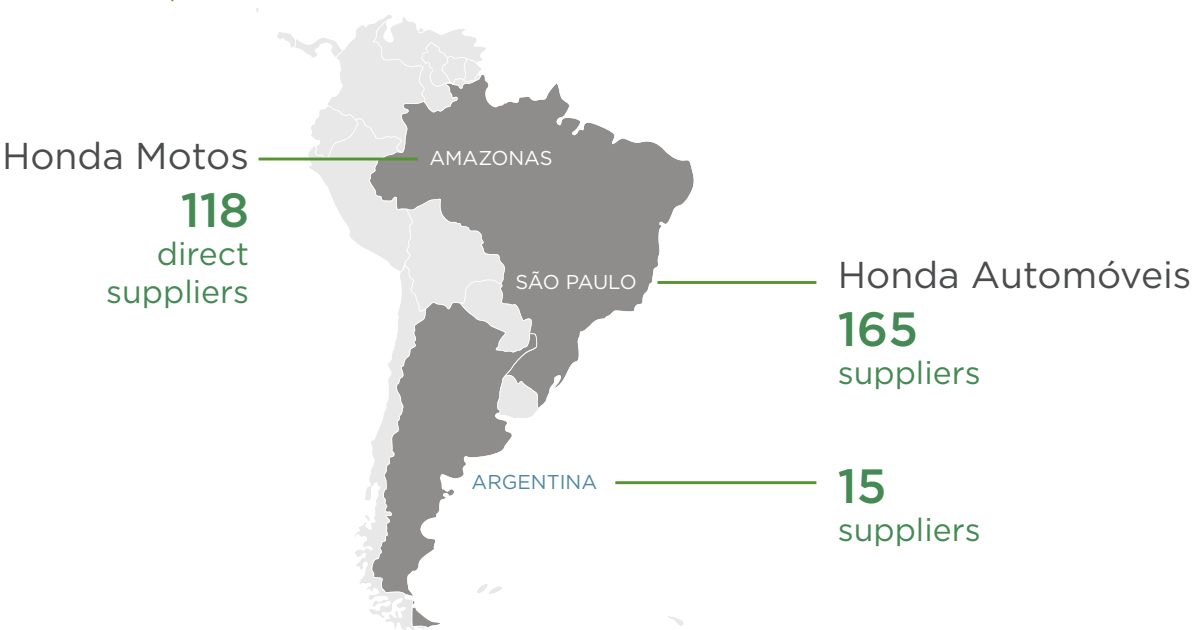 Honda Motos
118
direct
suppliers
AMAZONAS
SÃO PAULO
Honda Automóveis
165
suppliers
ARGENTINA
15
suppliers